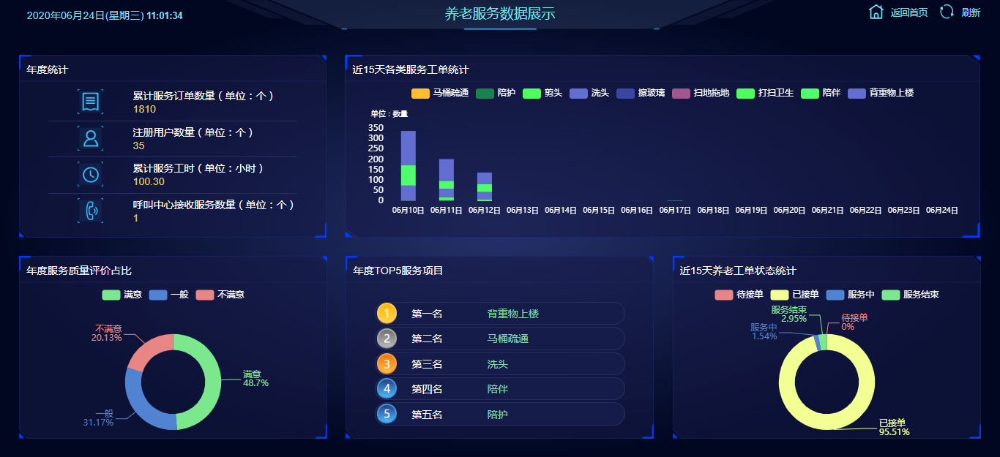 2020年06月24日(星期三) 11:01:34
养老服务数据展示
返回首页
刷新
年度统计
累计服务订单数量（单位：个）
1810
注册用户数量（单位：个）
35
累计服务工时（单位：小时）
100.30
呼叫中心接收服务数量（单位：个）
1
近15天各类服务工单统计
马桶疏通 陪护 剪头 洗头 擦玻璃 扫地拖地 打扫卫生 陪伴 背重物上楼
单位：数量
350
300
250
200
150
100
50
0
06月10日 06月11日 06月12日 06月13日 06月14日 06月15日 06月16日 06月17日 06月18日 06月19日 06月20日 06月21日 06月22日 06月23日 06月24日
年度服务质量评价占比
满意 一般 不满意
不满意
20.13%
满意
48.7%
一般
31.17%
年度TOP5服务项目
1 第一名 背重物上楼
2 第二名 马桶疏通
3 第三名 洗头
4 第四名 陪伴
5 第五名 陪护
近15天养老工单状态统计
待接单 已接单 服务中 服务结束
服务结束
2.95%
待接单
0%
服务中
1.54%
已接单
95.51%